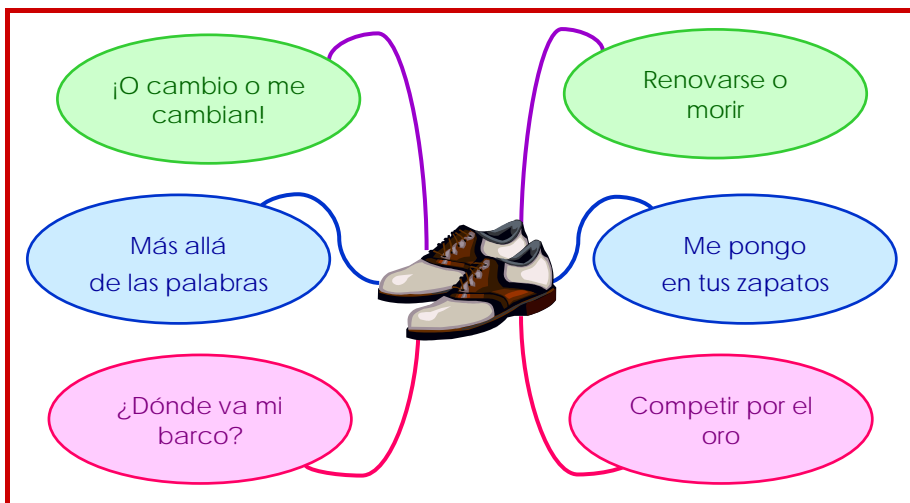 ¡O cambio o me
cambian!
Renovarse o
morir
Más allá
de las palabras
Me pongo
en tus zapatos
¿Dónde va mi
barco?
Competir por el
oro